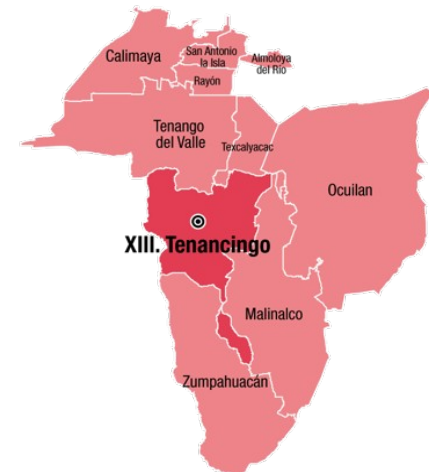 Calimaya
San Antonio
la Isla
Almoloya
del Río
Rayón
Tenango
del Valle
Texcalyacac
Ocuilan
XIII. Tenancingo
Malinalco
Zumpahuacán